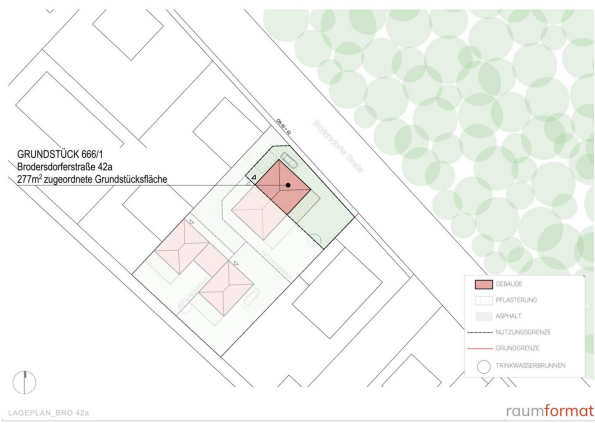 Brodersdorfer Straße
GRUNDSTÜCK 666/1
Brodersdorferstraße 42a
277m² zugeordnete Grundstücksfläche
GEBÄUDE
PFLASTERUNG
ASPHALT
NUTZUNGSGRENZE
GRUNDGRENZE
TRINKWASSERBRUNNEN
LAGEPLAN_BRO 42a
raumformat